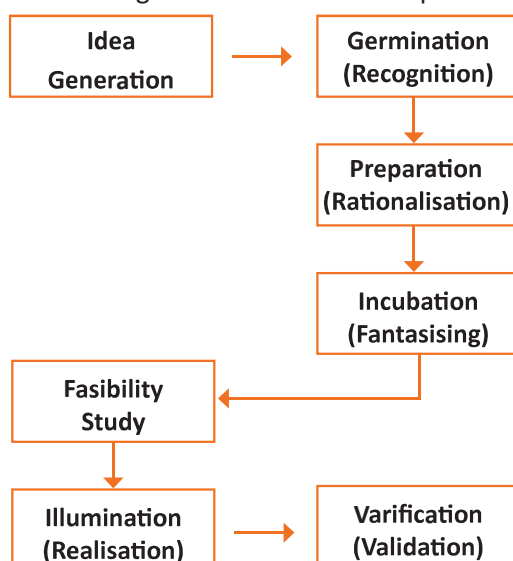 Idea
Generation
Germination
(Recognition)
Preparation
(Rationalisation)
Incubation
(Fantasising)
Fasibility
Study
Illumination
(Realisation)
Varification
(Validation)